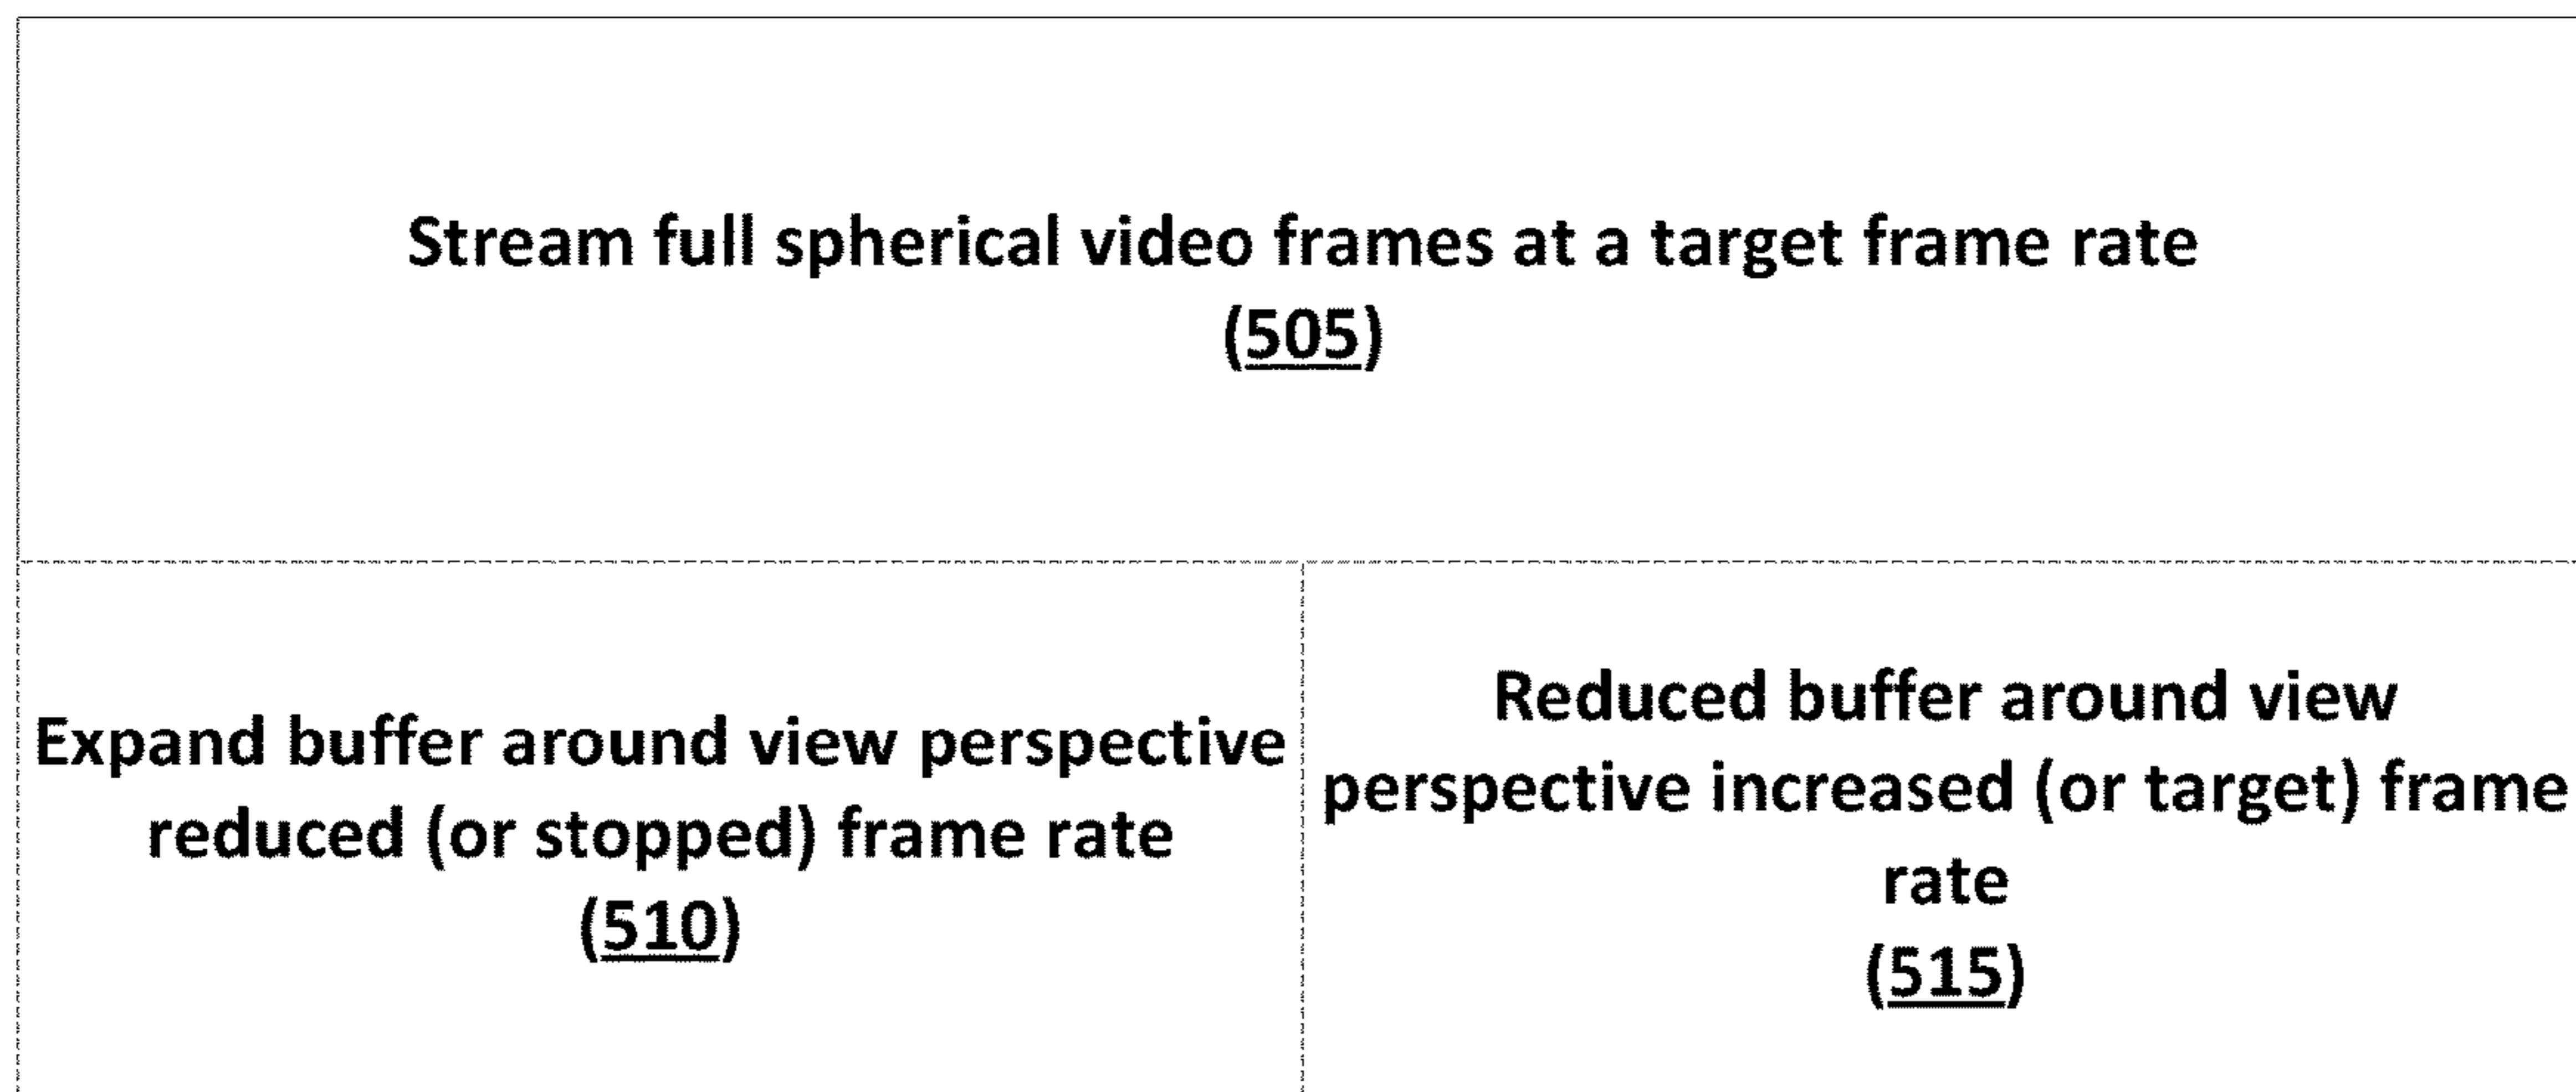 Stream full spherical video frames at a target frame rate
(505)
Expand buffer around view perspective
reduced (or stopped) frame rate
(510)
Reduced buffer around view
perspective increased (or target) frame
rate
(515)